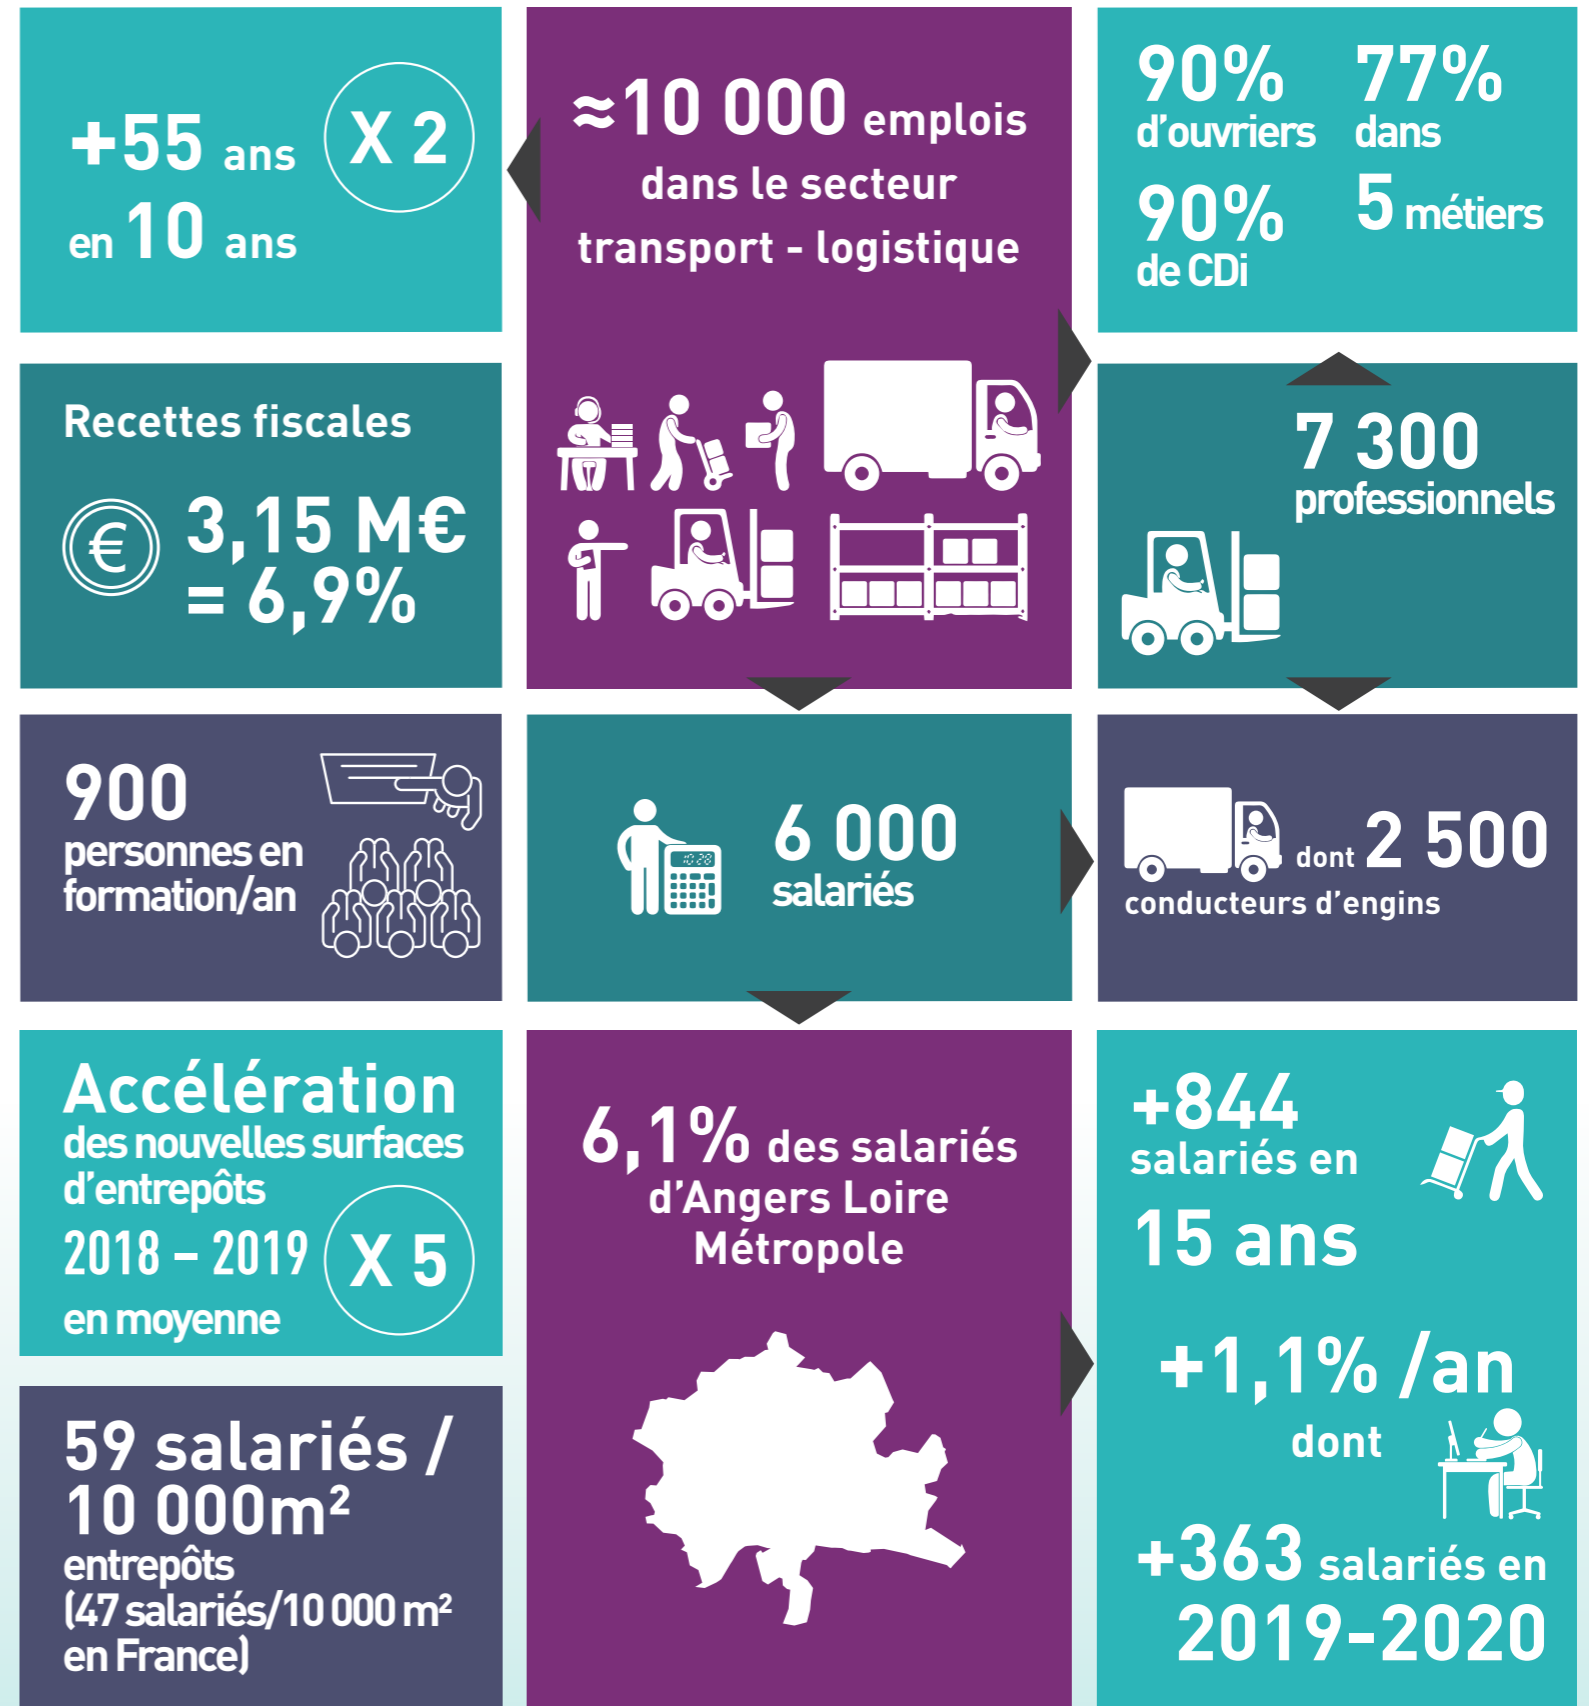 +55 ans
en 10 ans
X 2
≈10 000 emplois
dans le secteur
transport - logistique
90%
d'ouvriers
90%
de CDi
77%
dans
5 métiers
Recettes fiscales
€
3,15 M€
= 6,9%
7 300
professionnels
900
personnes en
formation/an
10:28
6 000
salariés
dont 2 500
conducteurs d'engins
Accélération
des nouvelles surfaces
d'entrepôts
2018 – 2019
en moyenne
X 5
6,1% des salariés
d'Angers Loire
Métropole
+844
salariés en
15 ans
+1,1% /an
dont
+363 salariés en
2019-2020
59 salariés /
10 000m²
entrepôts
(47 salariés/10 000 m²
en France)